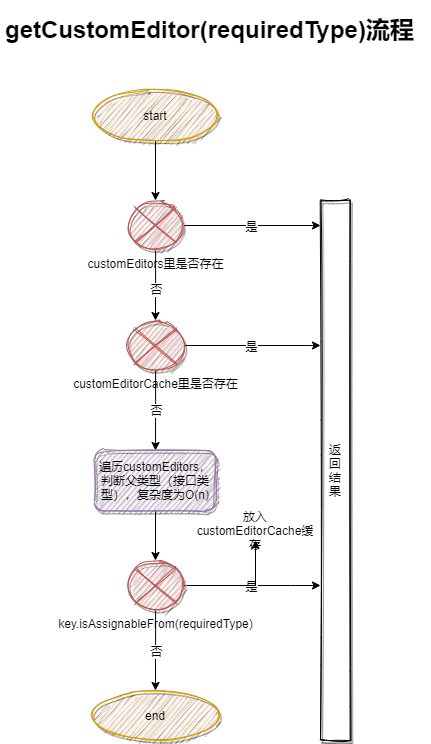 getCustomEditor(requiredType)流程
start
是
customEditors里是否存在
否
是
customEditorCache里是否存在
否
遍历customEditors,
判断父类型（接口类
型），复杂度为O(n)
返
回
结
果
放入
customEditorCache缓
存
是
key.isAssignableFrom(requiredType)
否
end